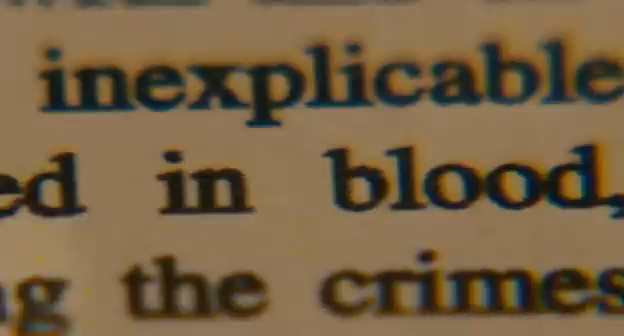 inexplicable
ed in blood,
g the crimes